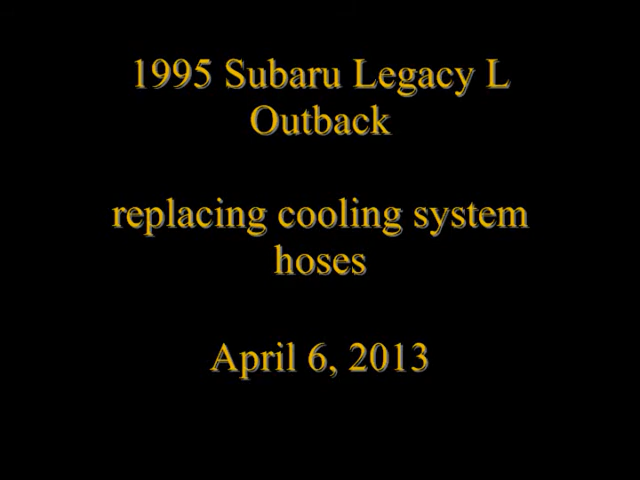 1995 Subaru Legacy L
Outback
replacing cooling system
hoses
April 6, 2013